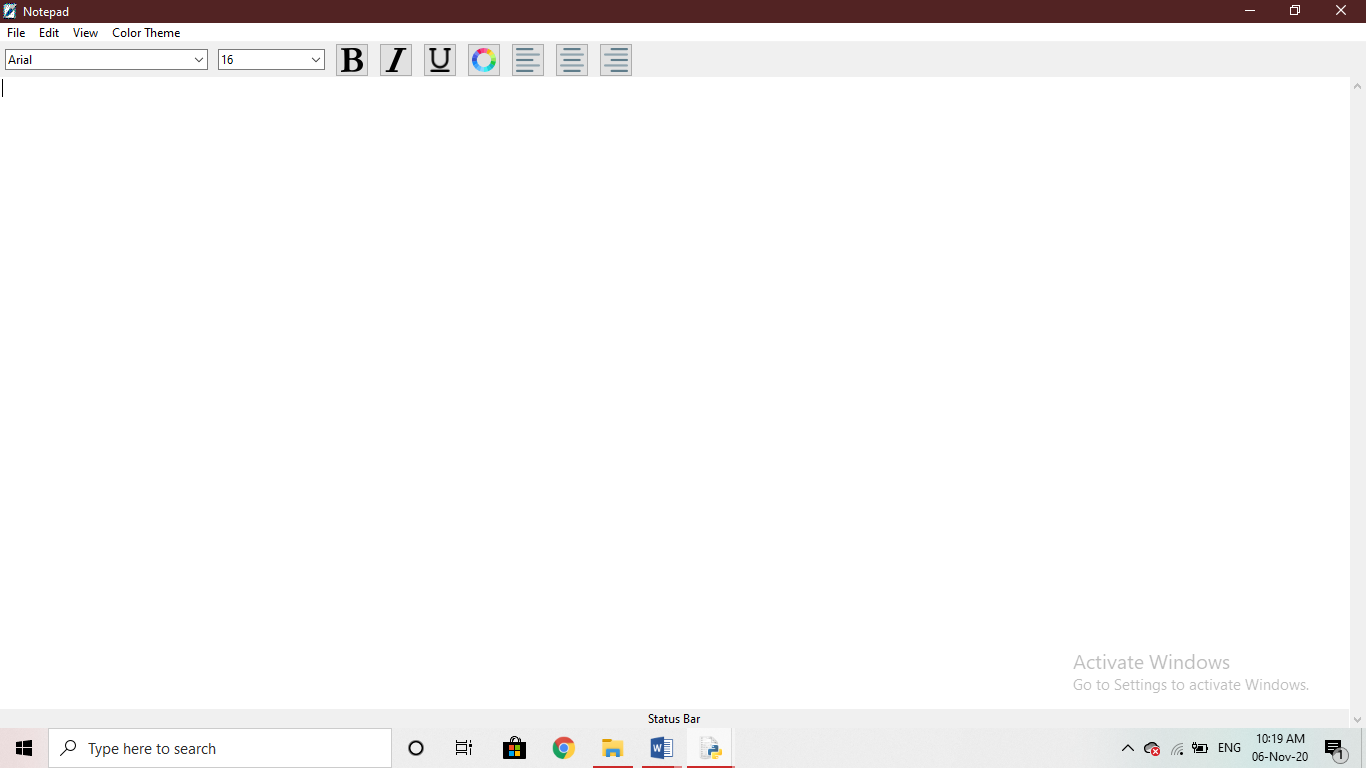 Notepad
File Edit View Color Theme
Arial 16 B I U
Activate Windows
Go to Settings to activate Windows.
Status Bar
Type here to search
ENG
10:19 AM
06-Nov-20
1